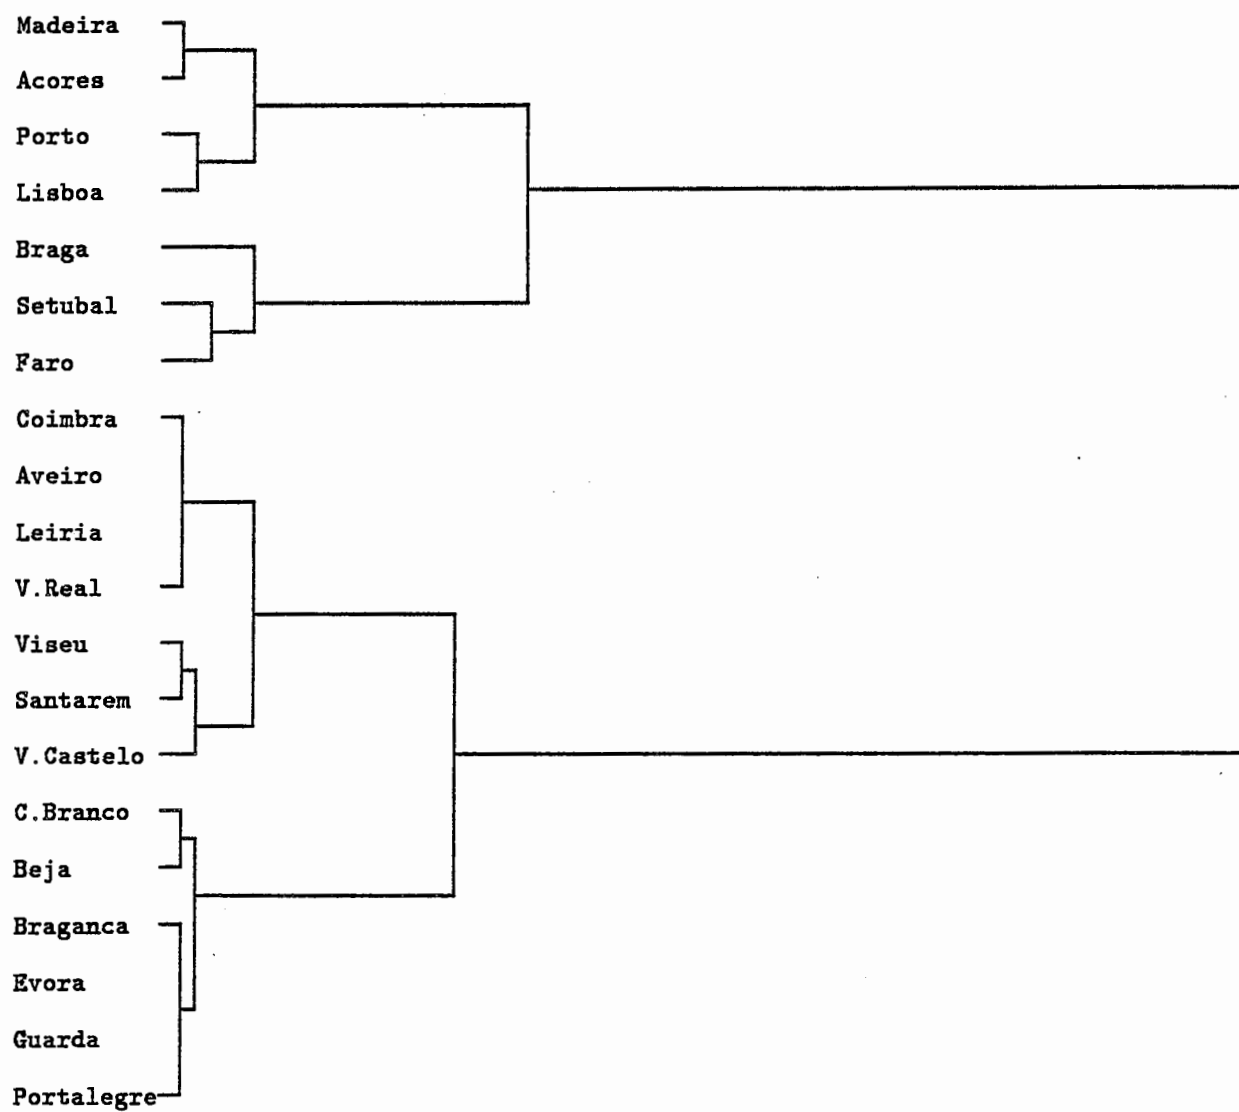 Madeira
Acores
Porto
Lisboa
Braga
Setubal
Faro
Coimbra
Aveiro
Leiria
V.Real
Viseu
Santarem
V.Castelo
C.Branco
Beja
Braganca
Evora
Guarda
Portalegre